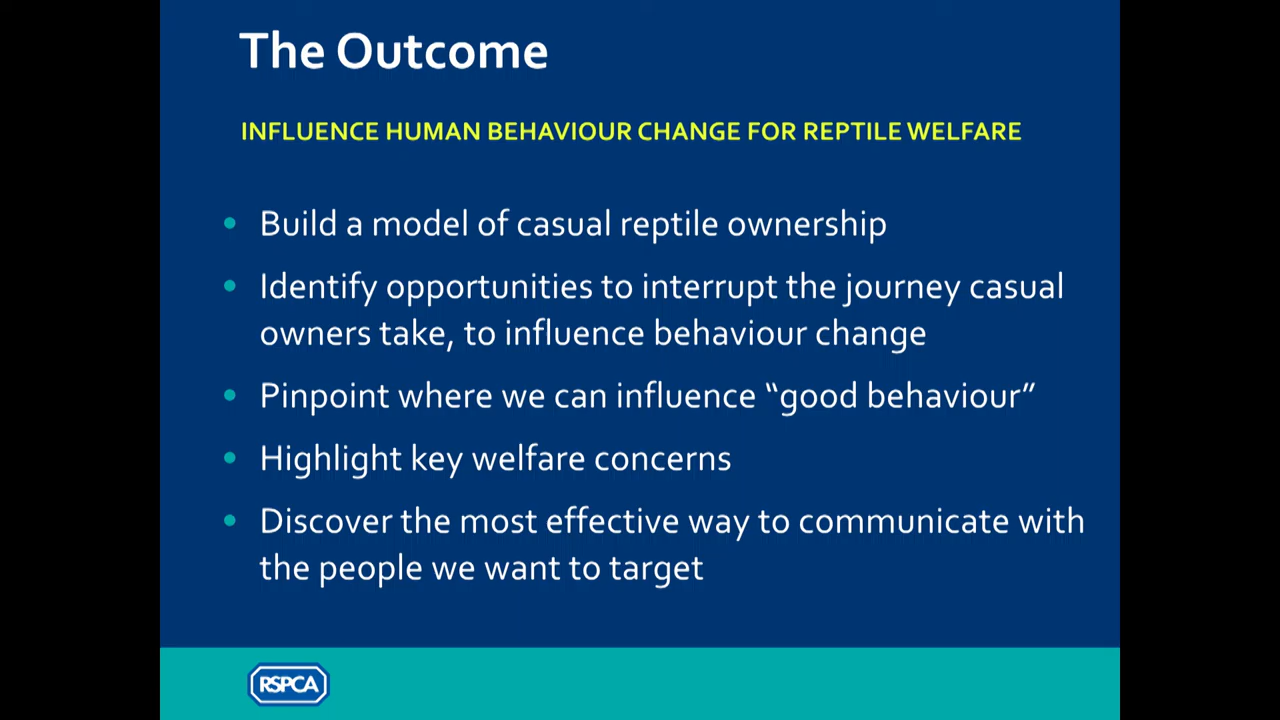 The Outcome
INFLUENCE HUMAN BEHAVIOUR CHANGE FOR REPTILE WELFARE
• Build a model of casual reptile ownership
• Identify opportunities to interrupt the journey casual
owners take, to influence behaviour change
• Pinpoint where we can influence “good behaviour”
• Highlight key welfare concerns
• Discover the most effective way to communicate with
the people we want to target
RSPCA